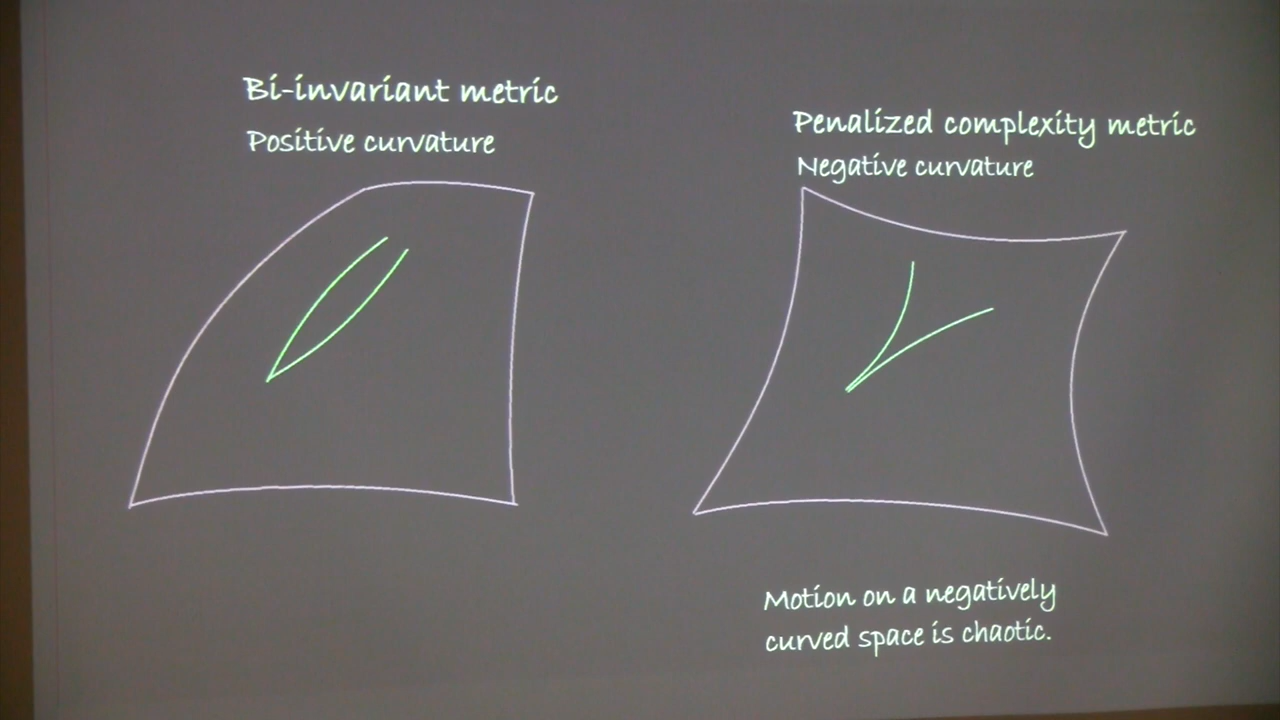 Bi-invariant metric
Positive curvature
Penalized complexity metric
Negative curvature
Motion on a negatively
curved space is chaotic.